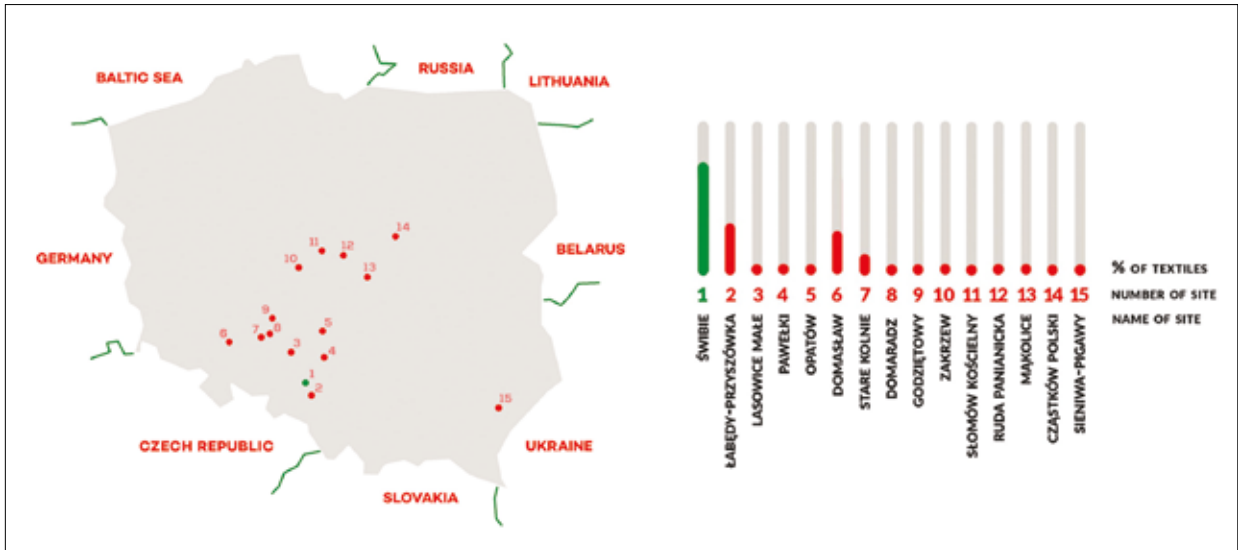 BALTIC SEA
RUSSIA
LITHUANIA
GERMANY
BELARUS
CZECH REPUBLIC
SLOVAKIA
UKRAINE
14
11
12
10
13
9
5
6
7
8
3
4
1
2
15
% OF TEXTILES
1 2 3 4 5 6 7 8 9 10 11 12 13 14 15
NUMBER OF SITE
NAME OF SITE
ŚWIBIE
ŁABĘDY-PRZYSZÓWKA
LASOWICE MAŁE
PAWEŁKI
OPATÓW
DOMASŁAW
STARE KOLNIE
DOMARADZ
GODZIĘTOWY
ZAKRZEW
SŁOMÓW KOŚCIELNY
RUDA PANIANICKA
MĄKOLICE
CZĄSTKÓW POLSKI
SIENIWA-PIGAWY